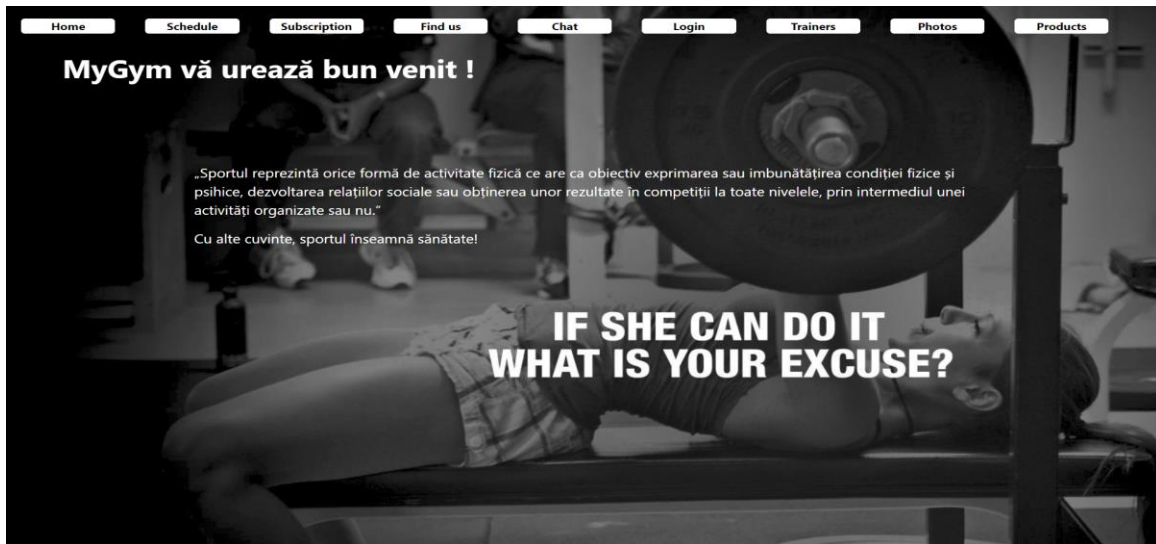 Home Schedule Subscription Find us Chat Login Trainers Photos Products
MyGym vă urează bun venit !
„Sportul reprezintă orice formă de activitate fizică ce are ca obiectiv exprimarea sau imbunătățirea condiției fizice și
psihice, dezvoltarea relațiilor sociale sau obținerea unor rezultate în competiții la toate nivelele, prin intermediul unei
activități organizate sau nu.“
Cu alte cuvinte, sportul înseamnă sănătate!
IF SHE CAN DO IT
WHAT IS YOUR EXCUSE?